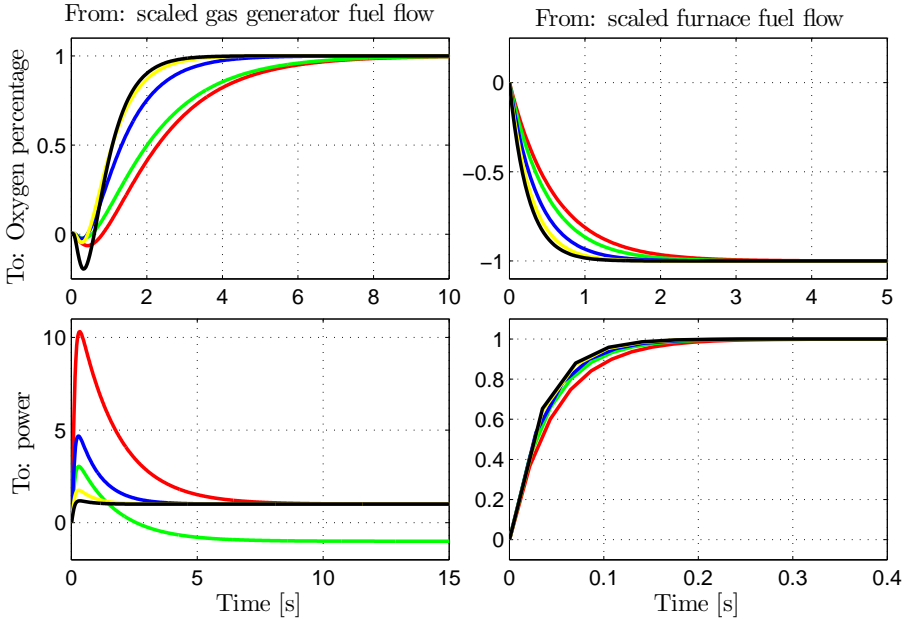 From: scaled gas generator fuel flow
From: scaled furnace fuel flow
To: Oxygen percentage
1
0.5
0
0 2 4 6 8 10
0
−0.5
−1
0 1 2 3 4 5
To: power
10
5
0
0 5 10 15
Time [s]
1
0.8
0.6
0.4
0.2
0
0 0.1 0.2 0.3 0.4
Time [s]